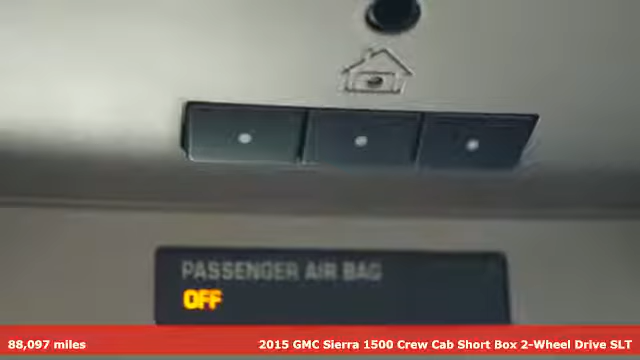 PASSENGER AIR BAG
OFF
88,097 miles
2015 GMC Sierra 1500 Crew Cab Short Box 2-Wheel Drive SLT